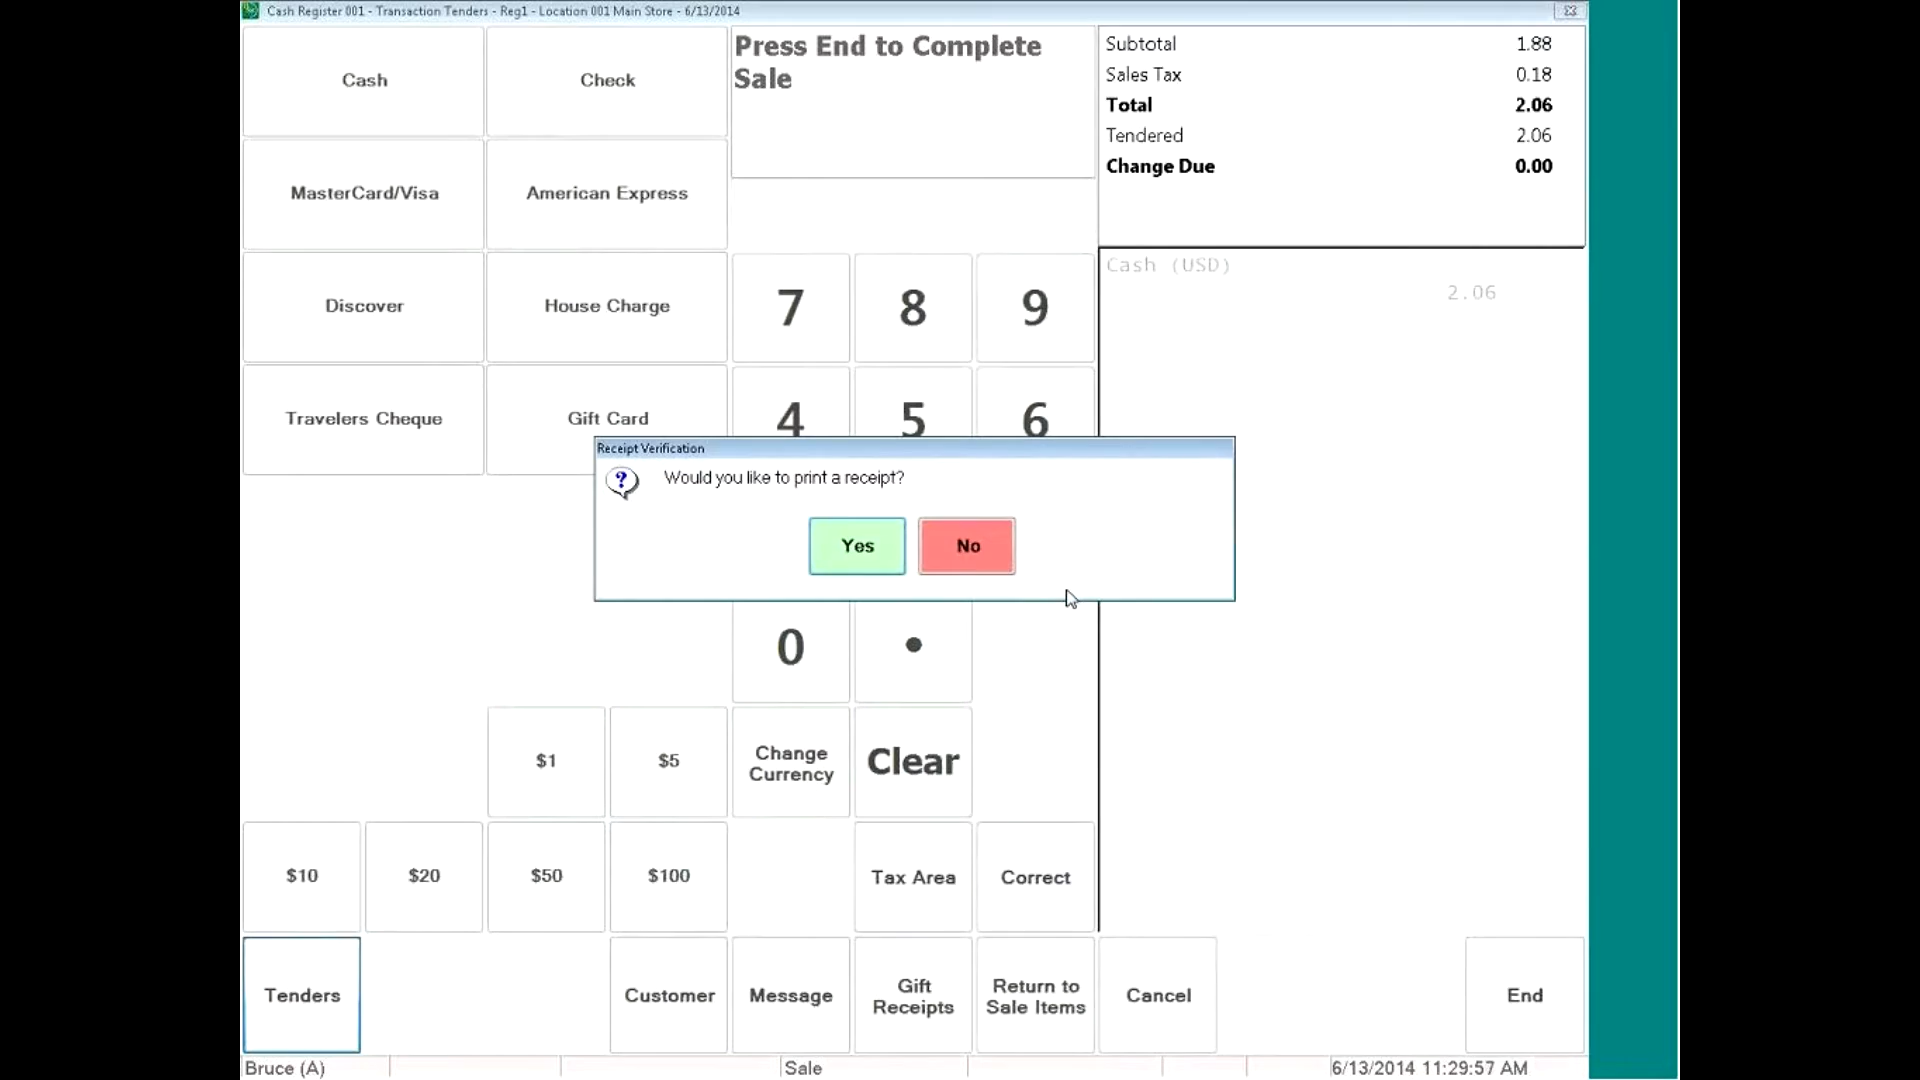 Cash Register 001 - Transaction Tenders - Reg1 - Location 001 Main Store - 6/13/2014
Cash
Check
Press End to Complete
Sale
Subtotal 1.88
Sales Tax 0.18
Total 2.06
Tendered 2.06
Change Due 0.00
MasterCard/Visa
American Express
Cash (USD)
2.06
Discover
House Charge
7
8
9
Travelers Cheque
Gift Card
4
5
6
Receipt Verification
?
Would you like to print a receipt?
Yes
No
0
.
$1
$5
Change
Currency
Clear
$10
$20
$50
$100
Tax Area
Correct
Tenders
Customer
Message
Gift
Receipts
Return to
Sale Items
Cancel
End
Bruce (A)
Sale
6/13/2014 11:29:57 AM